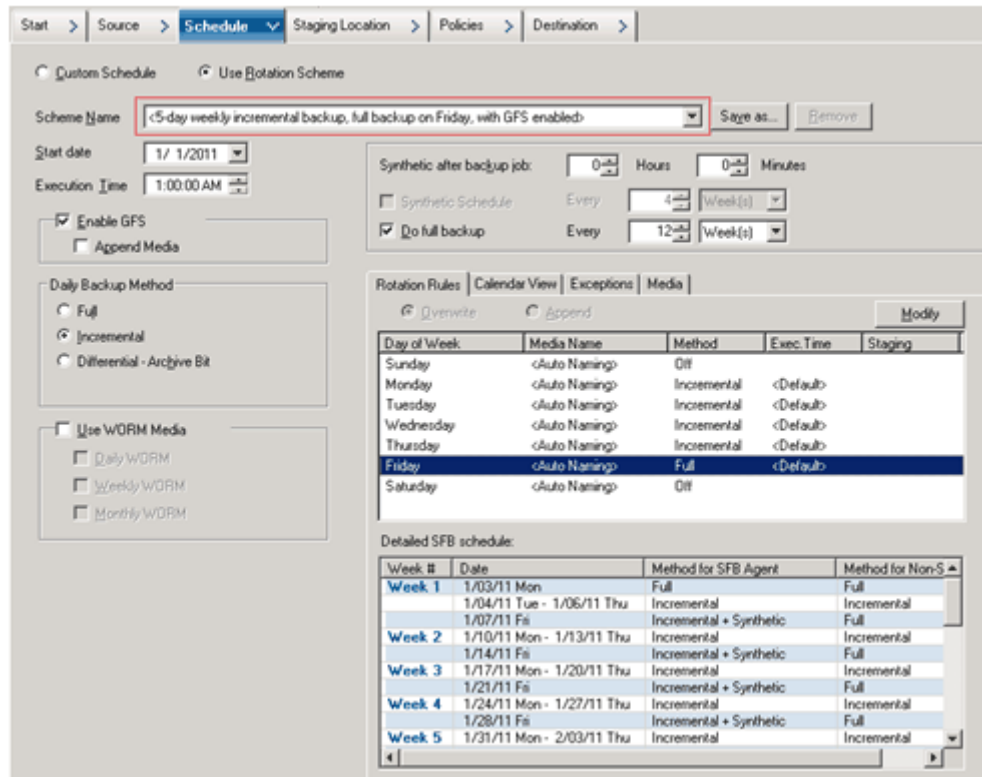 Start > Source > Schedule Staging Location > Policies > Destination >
Custom Schedule Use Rotation Scheme
Scheme Name <5-day weekly incremental backup, full backup on Friday, with GFS enabled> Save as... Remove
Start date 1/ 1/2011
Execution Time 1:00:00 AM
Enable GFS
Append Media
Daily Backup Method
Full
Incremental
Differential - Archive Bit
Use WORM Media
Daily WORM
Weekly WORM
Monthly WORM
Synthetic after backup job: 0 Hours 0 Minutes
Synthetic Schedule Every 4 Week(s)
Do full backup Every 12 Week(s)
Rotation Rules Calendar View Exceptions Media
Overwrite Append Modify
Day of Week Media Name Method Exec.Time Staging
Sunday <Auto Naming> Off
Monday <Auto Naming> Incremental <Default>
Tuesday <Auto Naming> Incremental <Default>
Wednesday <Auto Naming> Incremental <Default>
Thursday <Auto Naming> Incremental <Default>
Friday <Auto Naming> Full <Default>
Saturday <Auto Naming> Off
Detailed SFB schedule:
Week # Date Method for SFB Agent Method for Non-S
Week 1 1/03/11 Mon Full Full
1/04/11 Tue - 1/06/11 Thu Incremental Incremental
1/07/11 Fri Incremental + Synthetic Full
Week 2 1/10/11 Mon - 1/13/11 Thu Incremental Incremental
1/14/11 Fri Incremental + Synthetic Full
Week 3 1/17/11 Mon - 1/20/11 Thu Incremental Incremental
1/21/11 Fri Incremental + Synthetic Full
Week 4 1/24/11 Mon - 1/27/11 Thu Incremental Incremental
1/28/11 Fri Incremental + Synthetic Full
Week 5 1/31/11 Mon - 2/03/11 Thu Incremental Incremental